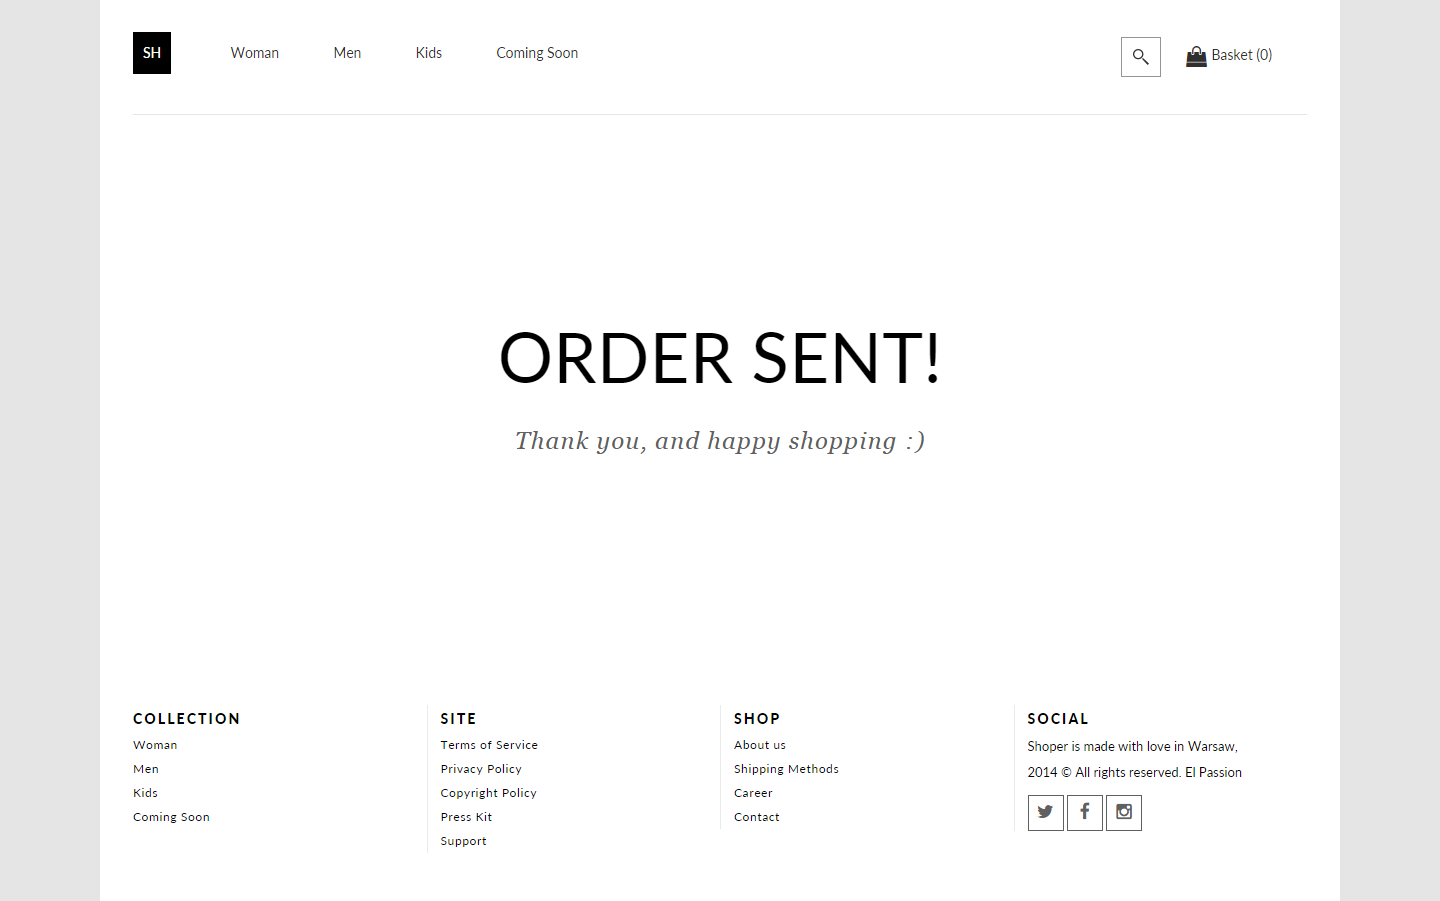 SH
Woman
Men
Kids
Coming Soon
Basket (0)
ORDER SENT!
Thank you, and happy shopping :)
COLLECTION
Woman
Men
Kids
Coming Soon
SITE
Terms of Service
Privacy Policy
Copyright Policy
Press Kit
Support
SHOP
About us
Shipping Methods
Career
Contact
SOCIAL
Shoper is made with love in Warsaw,
2014 © All rights reserved. El Passion